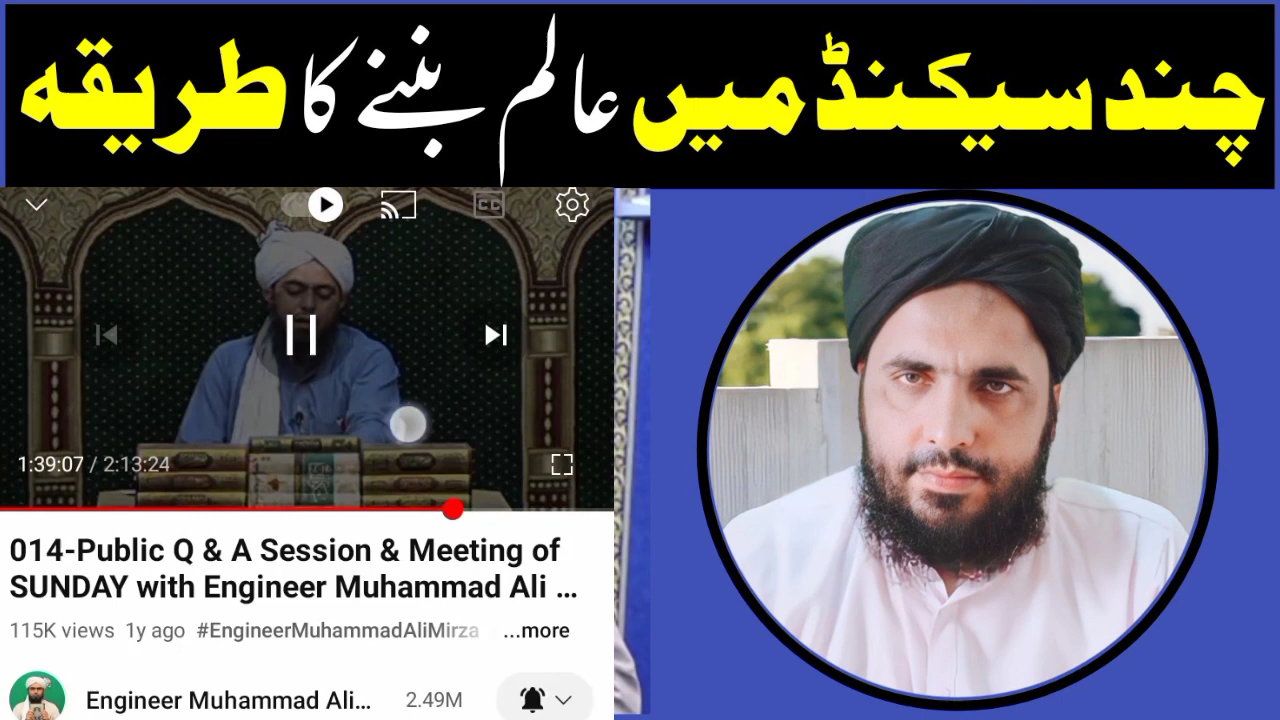 چند سیکنڈ میں عالم بننے کا طریقہ
CC
1:39:07 / 2:13:24
014-Public Q & A Session & Meeting of
SUNDAY with Engineer Muhammad Ali ...
115K views 1y ago #EngineerMuhammadAliMirza ...more
Engineer Muhammad Ali... 2.49M